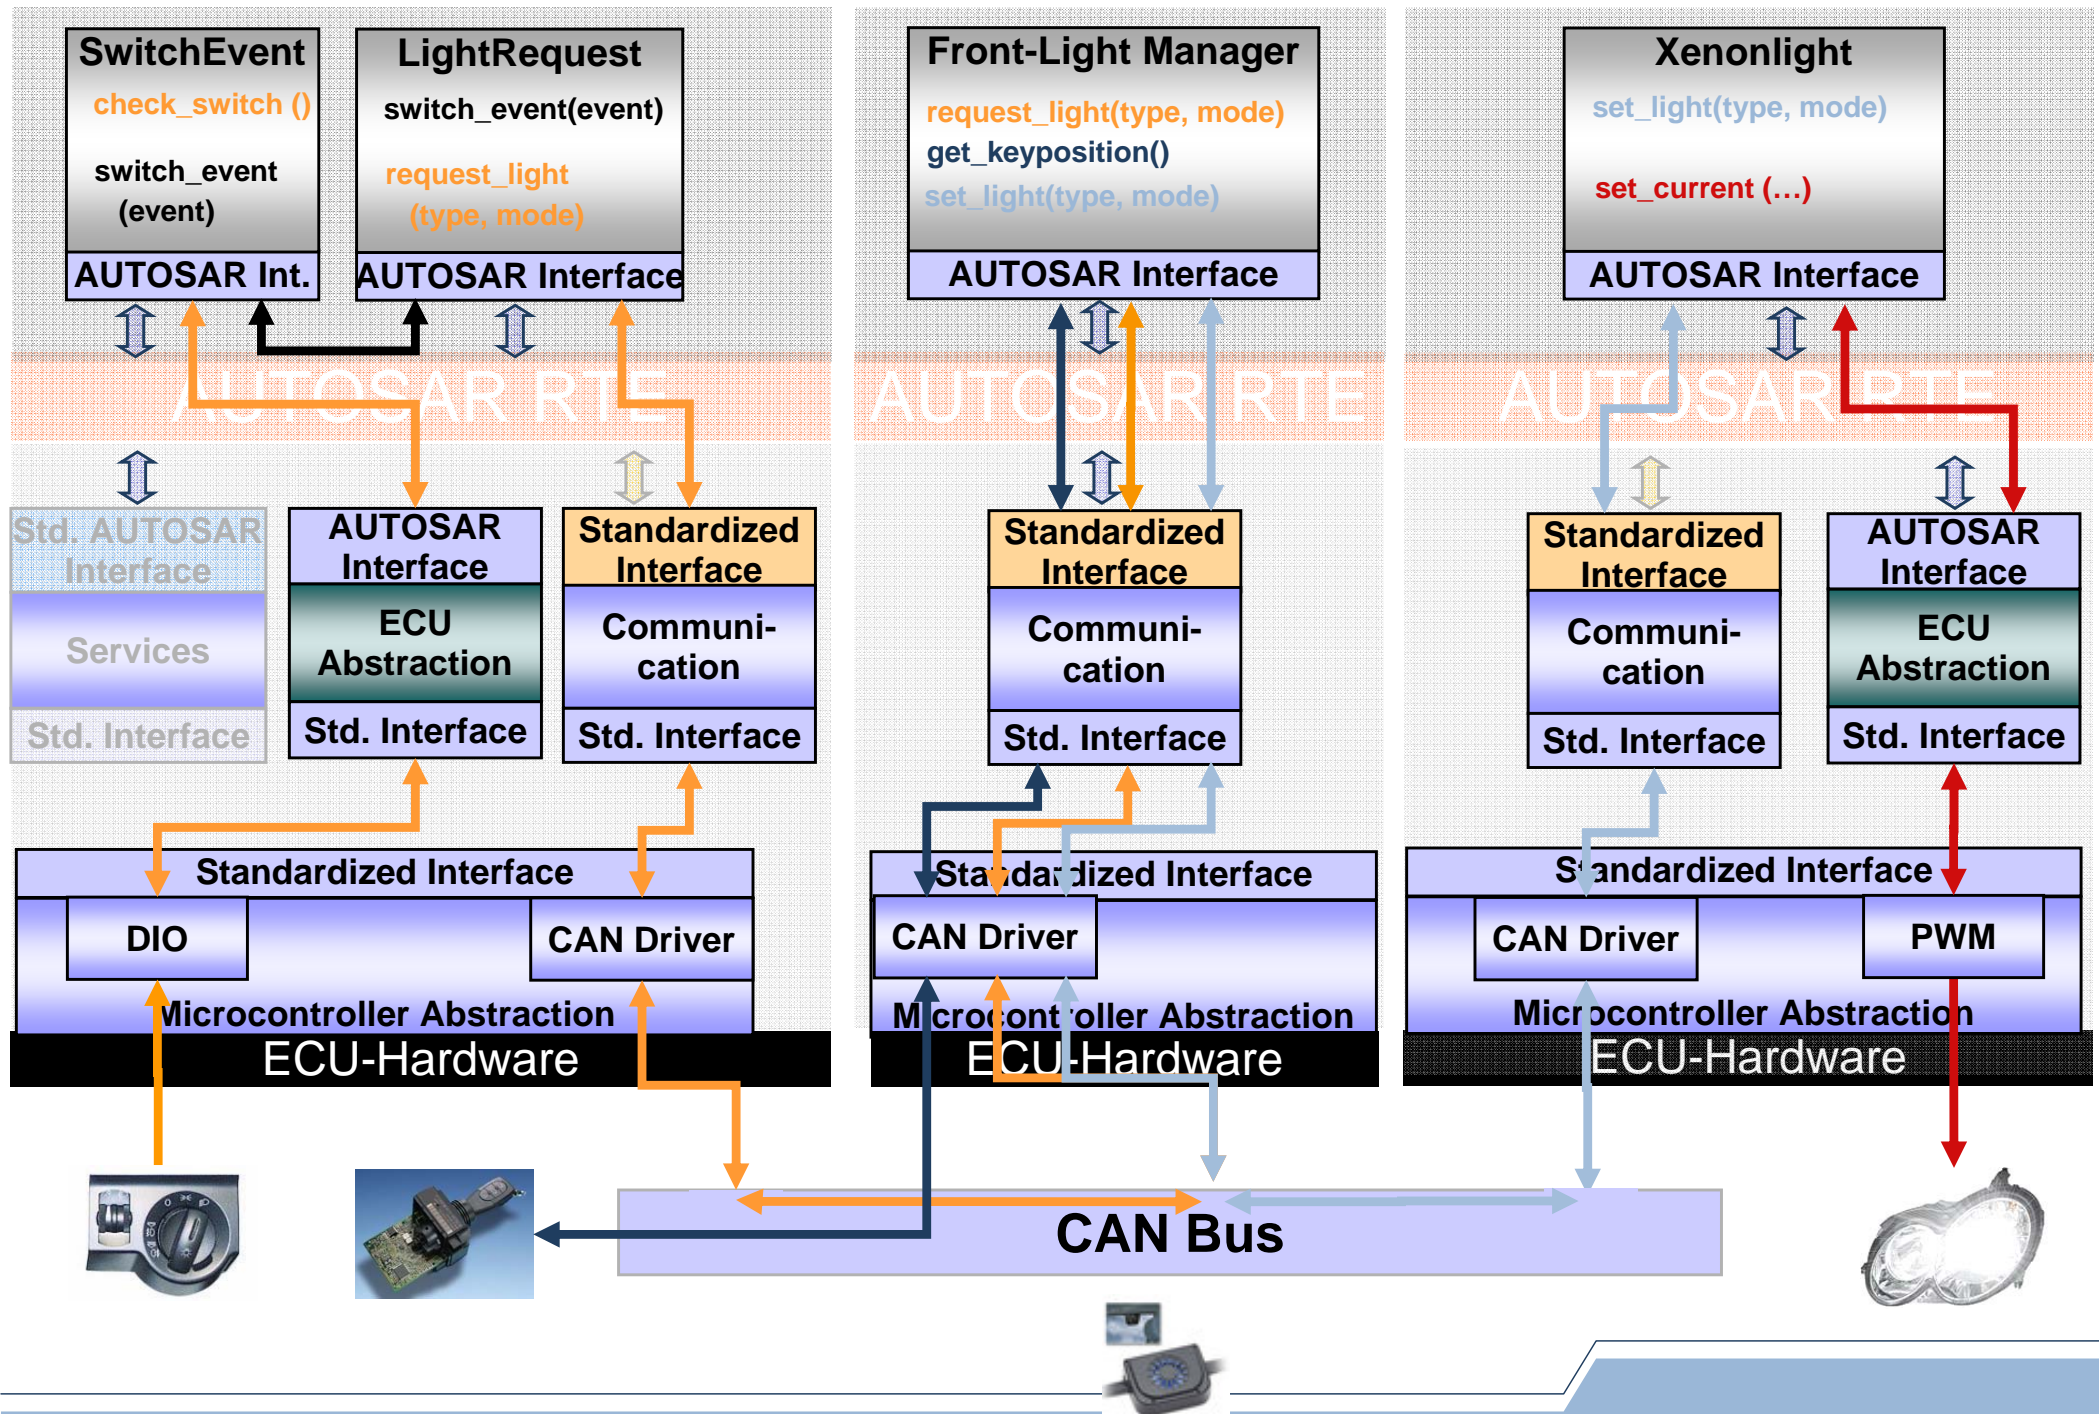 SwitchEvent
check_switch ()
switch_event
(event)
AUTOSAR Int.
LightRequest
switch_event(event)
request_light
(type, mode)
AUTOSAR Interface
Front-Light Manager
request_light(type, mode)
get_keyposition()
set_light(type, mode)
AUTOSAR Interface
Xenonlight
set_light(type, mode)
set_current (…)
AUTOSAR Interface
AUTOSAR RTE
AUTOSAR RTE
AUTOSAR RTE
Std. AUTOSAR
Interface
Services
Std. Interface
AUTOSAR
Interface
ECU
Abstraction
Std. Interface
Standardized
Interface
Communi-
cation
Std. Interface
Standardized
Interface
Communi-
cation
Std. Interface
Standardized
Interface
Communi-
cation
Std. Interface
AUTOSAR
Interface
ECU
Abstraction
Std. Interface
Standardized Interface
DIO
CAN Driver
Microcontroller Abstraction
ECU-Hardware
Standardized Interface
CAN Driver
Microcontroller Abstraction
ECU-Hardware
Standardized Interface
CAN Driver
PWM
Microcontroller Abstraction
ECU-Hardware
CAN Bus